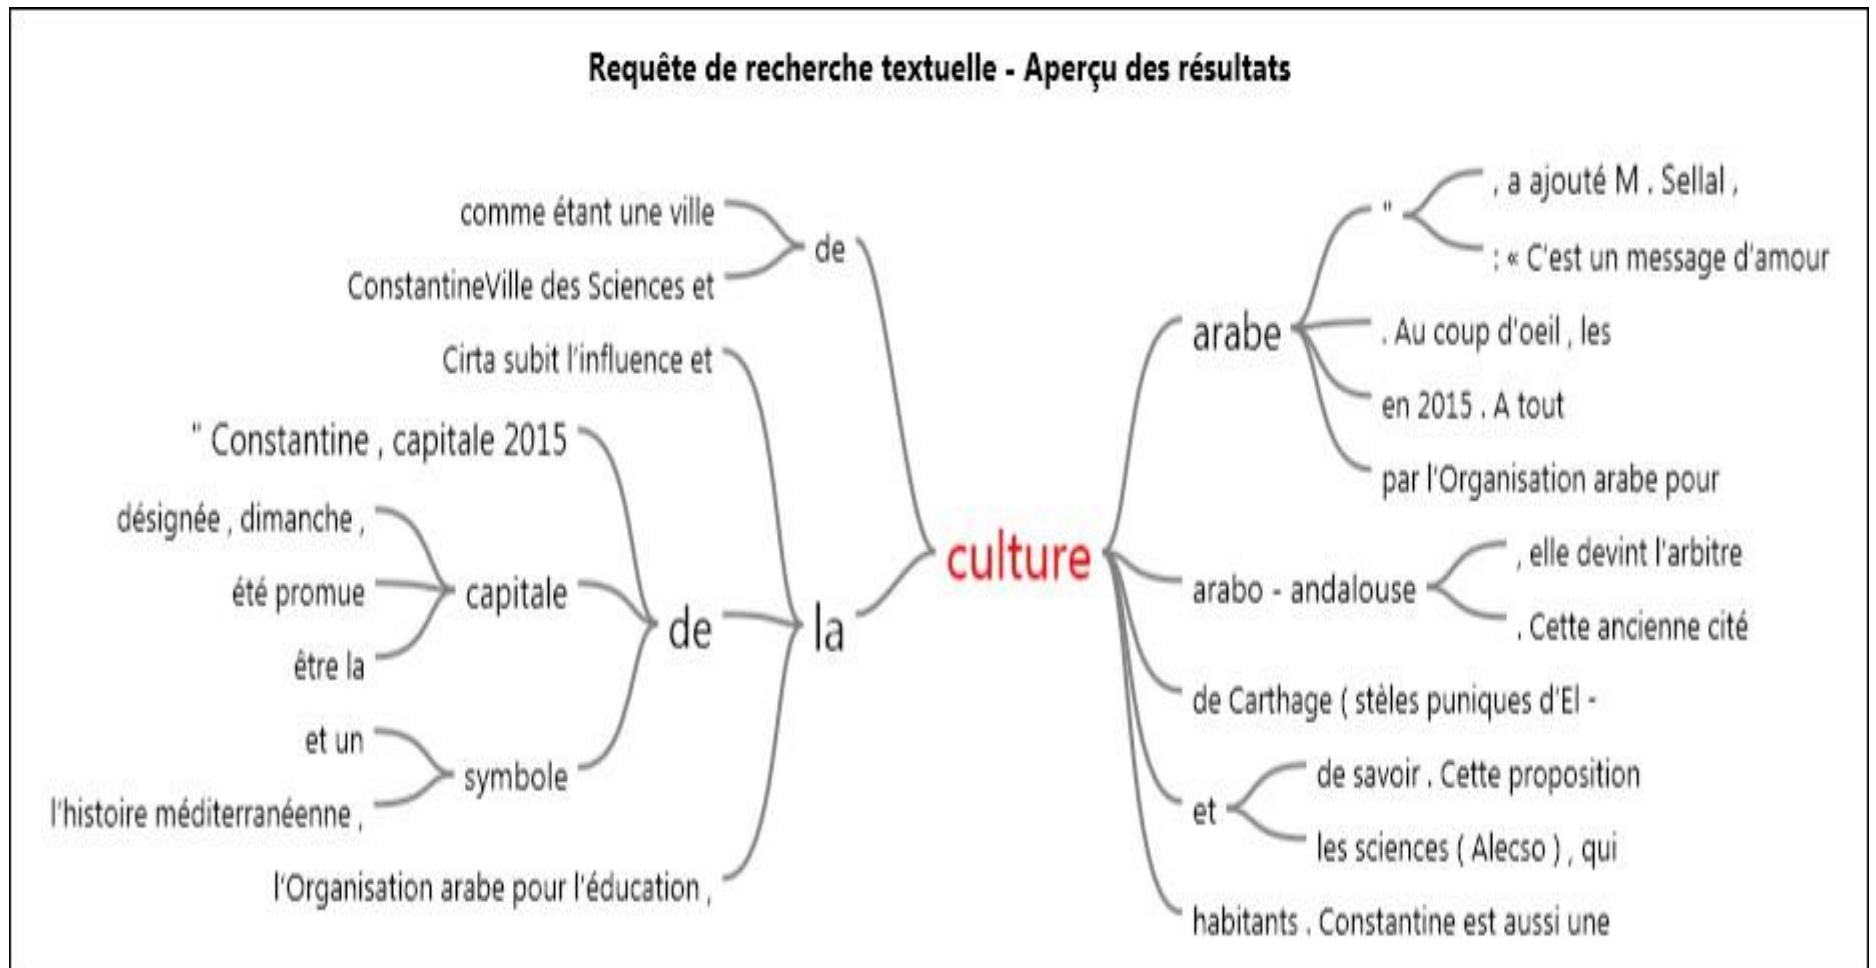 Requête de recherche textuelle - Aperçu des résultats
comme étant une ville
ConstantineVille des Sciences et
de
Cirta subit l'influence et
" Constantine , capitale 2015
désignée , dimanche ,
été promue
être la
capitale
et un
l'histoire méditerranéenne ,
symbole
de
l'Organisation arabe pour l'éducation ,
la
culture
arabe
"
, a ajouté M . Sellal ,
: « C'est un message d'amour
. Au coup d'oeil , les
en 2015 . A tout
par l'Organisation arabe pour
arabo - andalouse
, elle devint l'arbitre
. Cette ancienne cité
de Carthage ( stèles puniques d'El -
et
de savoir . Cette proposition
les sciences ( Alecso ) , qui
habitants . Constantine est aussi une